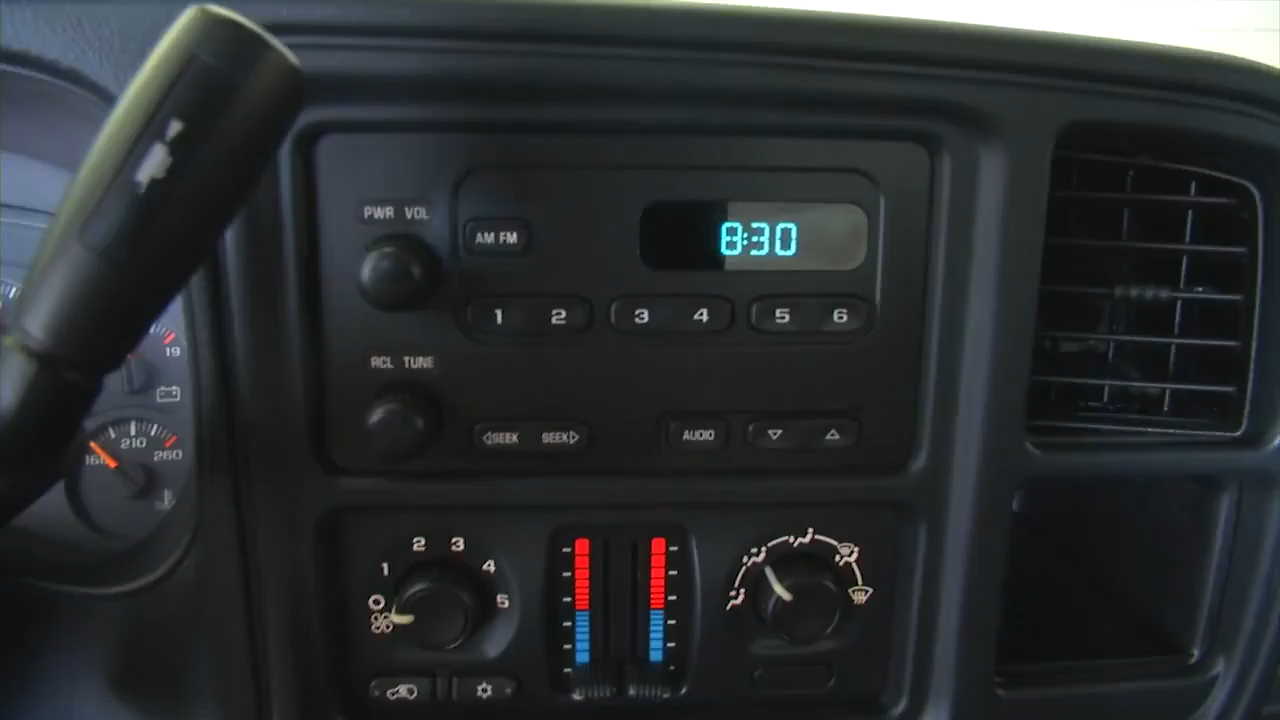 PWR VOL
AM FM
8:30
1 2 3 4 5 6
RCL TUNE
◁SEEK SEEK▷
AUDIO
19
210
160 260
0 1 2 3 4 5